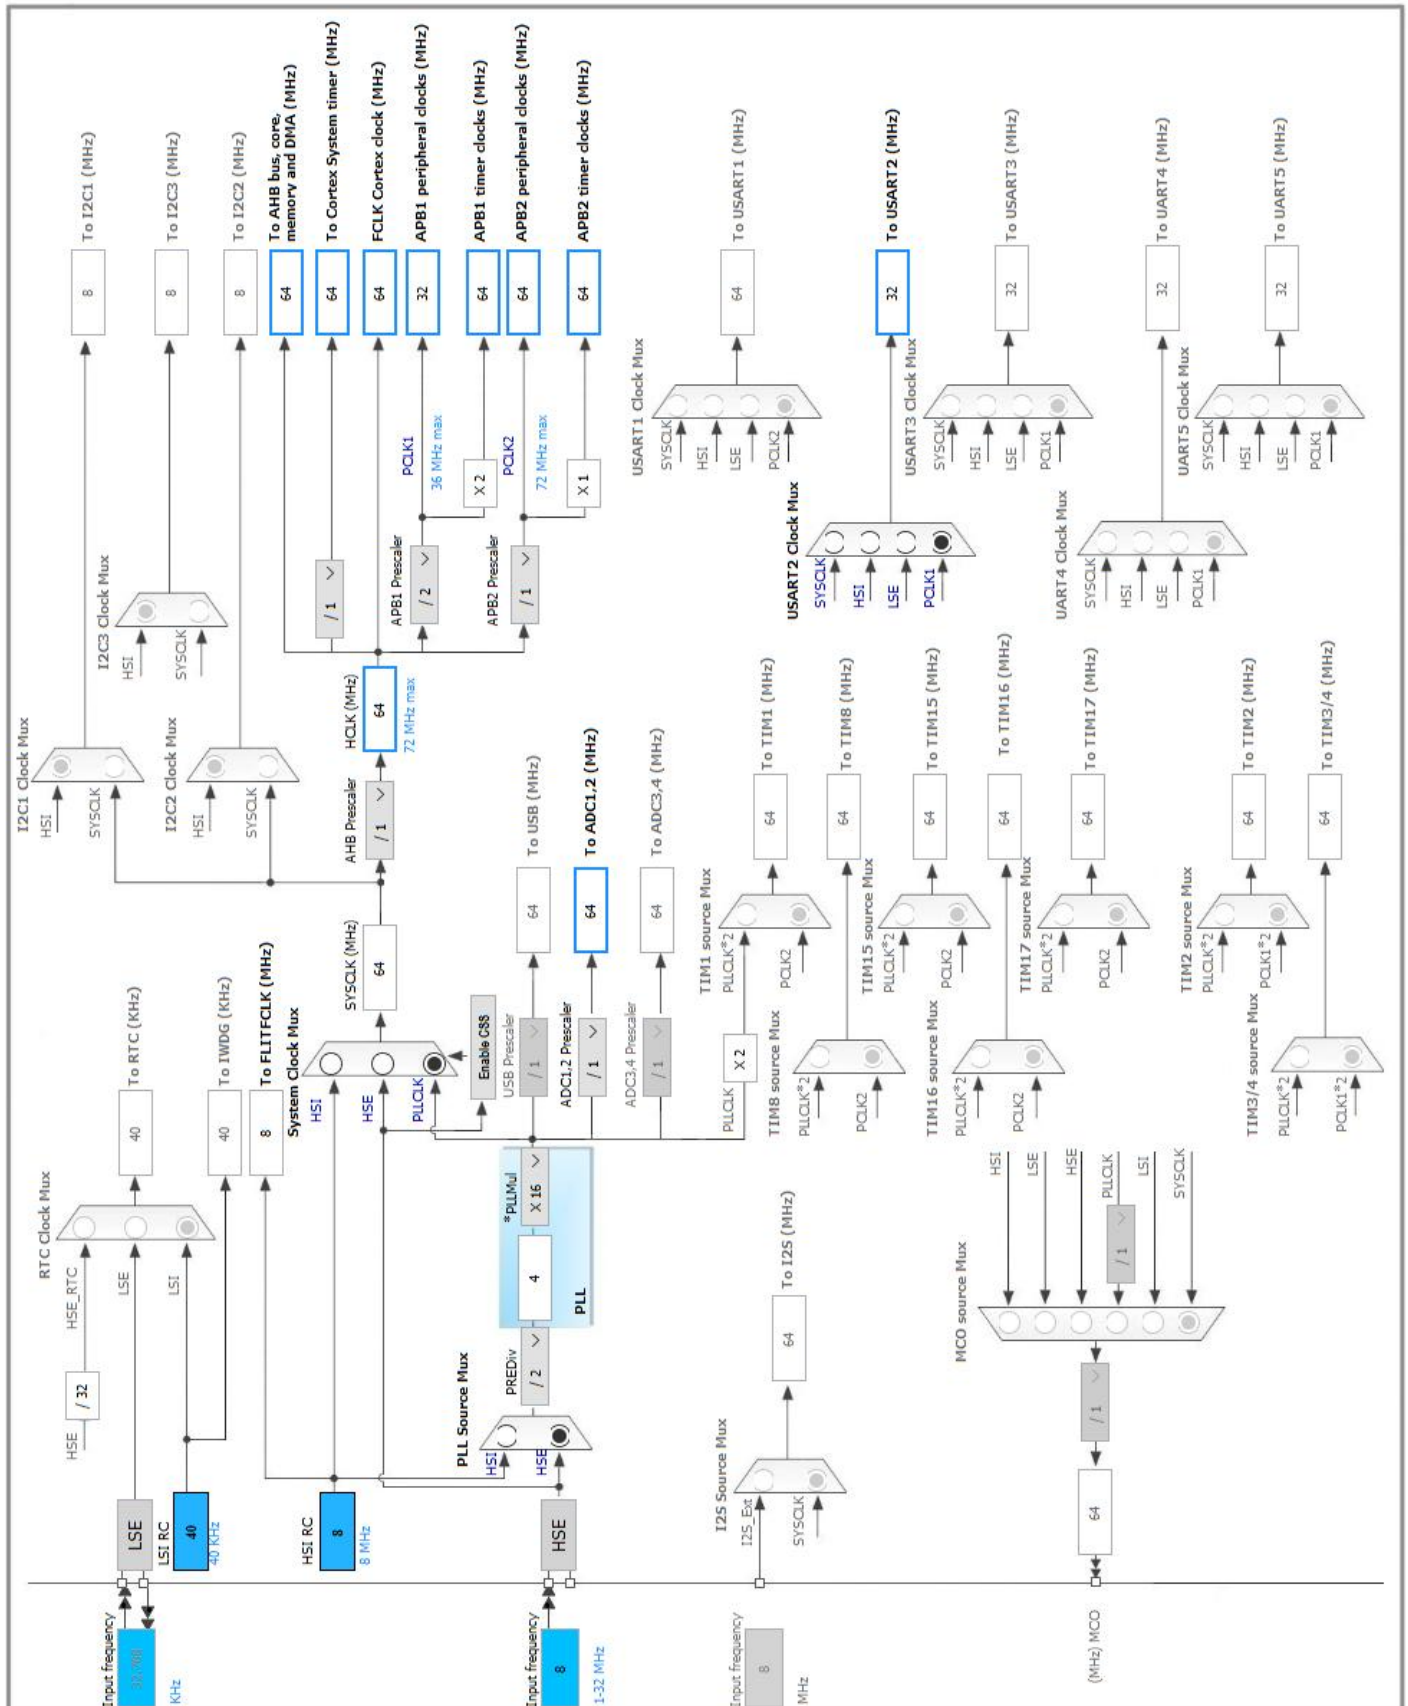 Input frequency
32.768
KHz
LSE
LSI RC
40
40 KHz
HSE
/ 32
HSE_RTC
LSE
LSI
RTC Clock Mux
40
To RTC (KHz)
40
To IWDG (KHz)
8
To FLITFCLK (MHz)
HSI RC
8
8 MHz
Input frequency
8
1-32 MHz
HSE
PLL Source Mux
HSI
HSE
PREDiv
/ 2
4
*PLLMul
X 16
PLL
System Clock Mux
HSI
HSE
PLLCLK
Enable CSS
SYSCLK (MHz)
64
AHB Prescaler
/ 1
HCLK (MHz)
64
72 MHz max
I2C1 Clock Mux
HSI
SYSCLK
8
To I2C1 (MHz)
I2C3 Clock Mux
HSI
SYSCLK
8
To I2C3 (MHz)
I2C2 Clock Mux
HSI
SYSCLK
8
To I2C2 (MHz)
64
To AHB bus, core,
memory and DMA (MHz)
/ 1
64
To Cortex System timer (MHz)
64
FCLK Cortex clock (MHz)
APB1 Prescaler
/ 2
PCLK1
36 MHz max
32
APB1 peripheral clocks (MHz)
X 2
64
APB1 timer clocks (MHz)
APB2 Prescaler
/ 1
PCLK2
72 MHz max
64
APB2 peripheral clocks (MHz)
X 1
64
APB2 timer clocks (MHz)
USB Prescaler
/ 1
64
To USB (MHz)
ADC1,2 Prescaler
/ 1
64
To ADC1,2 (MHz)
ADC3,4 Prescaler
/ 1
64
To ADC3,4 (MHz)
PLLCLK
X 2
TIM1 source Mux
PLLCLK*2
PCLK2
64
To TIM1 (MHz)
TIM8 source Mux
PLLCLK*2
PCLK2
64
To TIM8 (MHz)
TIM15 source Mux
PLLCLK*2
PCLK2
64
To TIM15 (MHz)
TIM16 source Mux
PLLCLK*2
PCLK2
64
To TIM16 (MHz)
TIM17 source Mux
PLLCLK*2
PCLK2
64
To TIM17 (MHz)
TIM2 source Mux
PLLCLK*2
PCLK1*2
64
To TIM2 (MHz)
TIM3/4 source Mux
PLLCLK*2
PCLK1*2
64
To TIM3/4 (MHz)
USART1 Clock Mux
SYSCLK
HSI
LSE
PCLK2
64
To USART1 (MHz)
USART2 Clock Mux
SYSCLK
HSI
LSE
PCLK1
32
To USART2 (MHz)
USART3 Clock Mux
SYSCLK
HSI
LSE
PCLK1
32
To USART3 (MHz)
UART4 Clock Mux
SYSCLK
HSI
LSE
PCLK1
32
To UART4 (MHz)
UART5 Clock Mux
SYSCLK
HSI
LSE
PCLK1
32
To UART5 (MHz)
Input frequency
8
MHz
I2S Source Mux
I2S_Ext
SYSCLK
64
To I2S (MHz)
MCO source Mux
HSI
LSE
HSE
PLLCLK
/ 1
LSI
SYSCLK
/ 1
64
(MHz) MCO